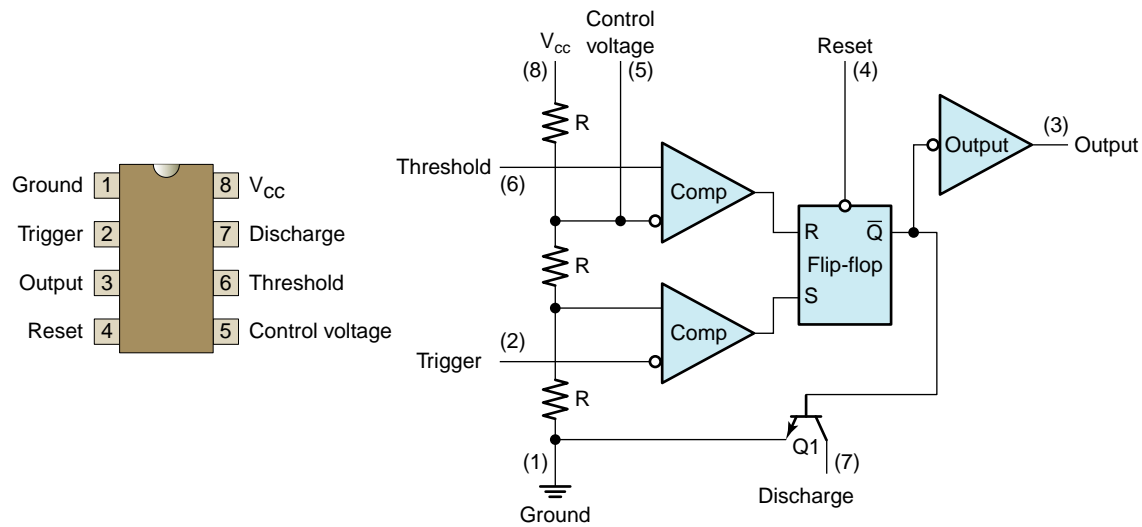 Ground 1
8 VCC
Trigger 2
7 Discharge
Output 3
6 Threshold
Reset 4
5 Control voltage
Control
voltage
Vcc
(8)
(5)
Reset
(4)
R
Threshold
(6)
Comp
R
Comp
Trigger
(2)
R
(1)
Ground
R
Q̅
Flip-flop
S
Output
(3)
Output
Q1
(7)
Discharge